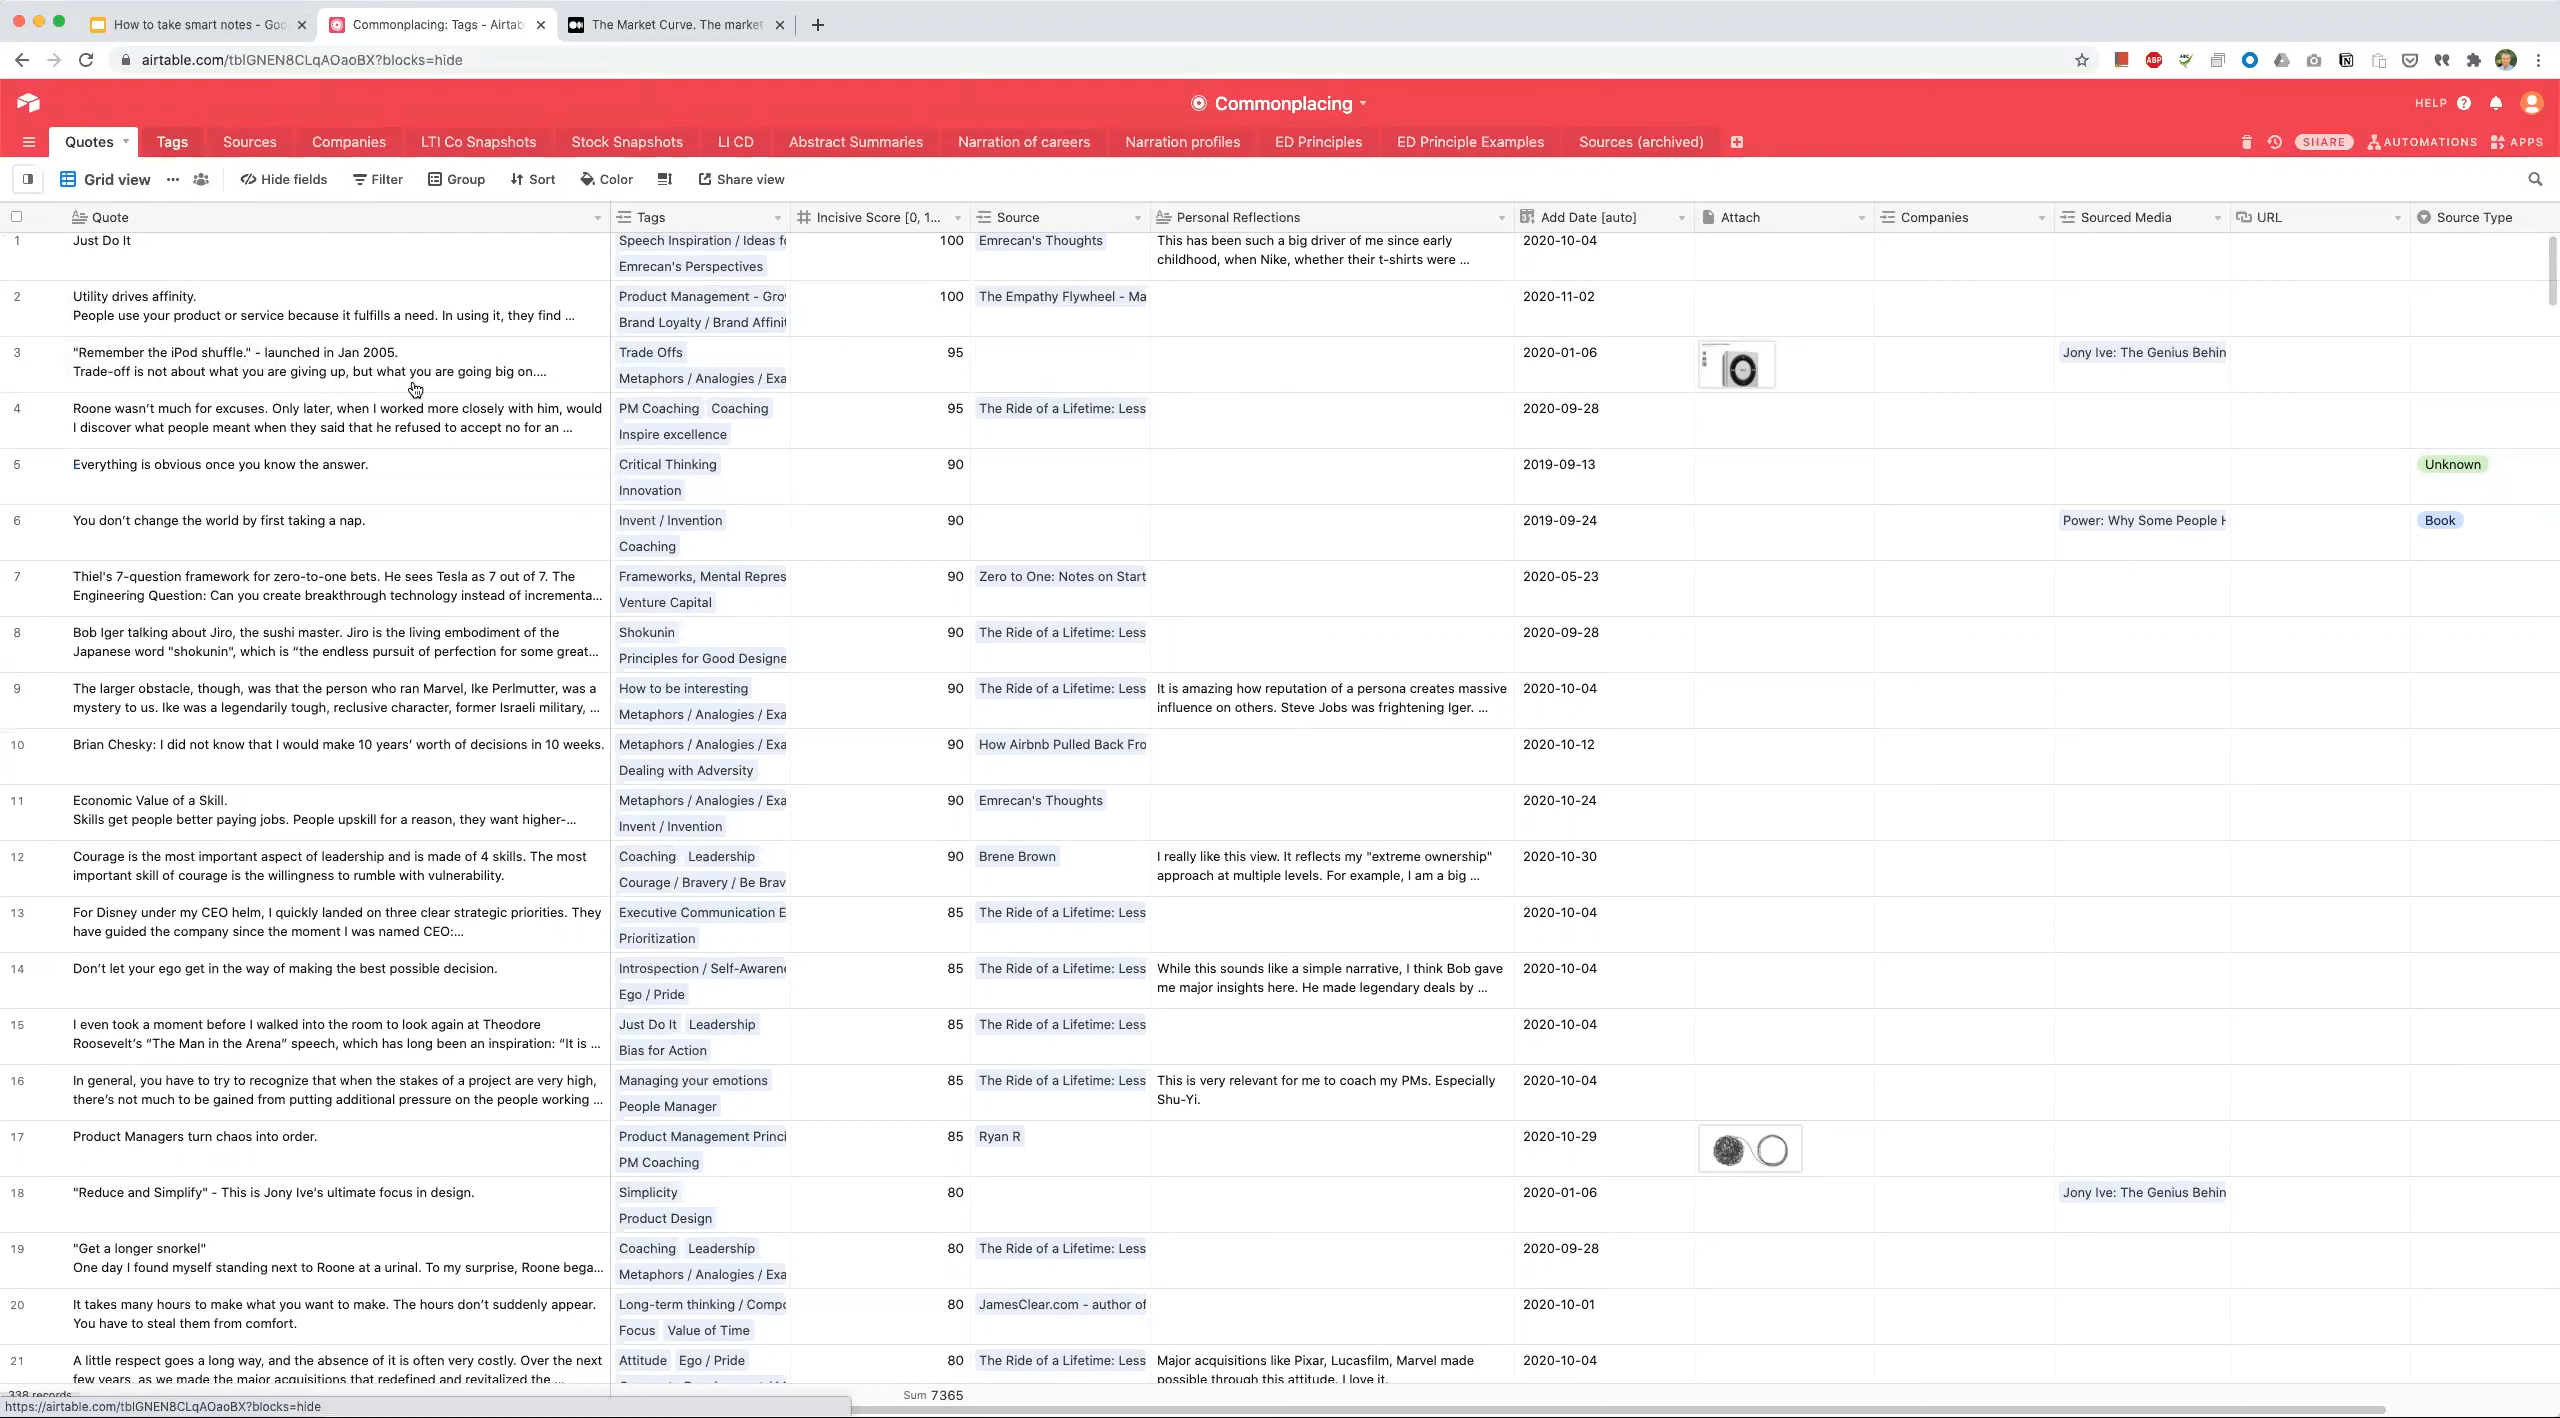 How to take smart notes - Goo
Commonplacing: Tags - Airtab
The Market Curve. The market
airtable.com/tblGNEN8CLqAOaoBX?blocks=hide
ABP
Commonplacing
HELP
Quotes Tags Sources Companies LTI Co Snapshots Stock Snapshots LI CD Abstract Summaries Narration of careers Narration profiles ED Principles ED Principle Examples Sources (archived)
SHARE AUTOMATIONS APPS
Grid view ... Hide fields Filter Group Sort Color Share view
Quote Tags Incisive Score [0, 1... Source Personal Reflections Add Date [auto] Attach Companies Sourced Media URL Source Type
1 Just Do It Speech Inspiration / Ideas fo 100 Emrecan's Thoughts This has been such a big driver of me since early 2020-10-04
Emrecan's Perspectives childhood, when Nike, whether their t-shirts were ...
2 Utility drives affinity. Product Management - Gro 100 The Empathy Flywheel - Ma 2020-11-02
People use your product or service because it fulfills a need. In using it, they find ... Brand Loyalty / Brand Affinit
3 "Remember the iPod shuffle." - launched in Jan 2005. Trade Offs 95 2020-01-06 Jony Ive: The Genius Behin
Trade-off is not about what you are giving up, but what you are going big on.... Metaphors / Analogies / Exa
4 Roone wasn’t much for excuses. Only later, when I worked more closely with him, would PM Coaching Coaching 95 The Ride of a Lifetime: Less 2020-09-28
I discover what people meant when they said that he refused to accept no for an ... Inspire excellence
5 Everything is obvious once you know the answer. Critical Thinking 90 2019-09-13 Unknown
Innovation
6 You don’t change the world by first taking a nap. Invent / Invention 90 2019-09-24 Power: Why Some People H Book
Coaching
7 Thiel's 7-question framework for zero-to-one bets. He sees Tesla as 7 out of 7. The Frameworks, Mental Repres 90 Zero to One: Notes on Start 2020-05-23
Engineering Question: Can you create breakthrough technology instead of incrementa... Venture Capital
8 Bob Iger talking about Jiro, the sushi master. Jiro is the living embodiment of the Shokunin 90 The Ride of a Lifetime: Less 2020-09-28
Japanese word "shokunin", which is “the endless pursuit of perfection for some great... Principles for Good Designe
9 The larger obstacle, though, was that the person who ran Marvel, Ike Perlmutter, was a How to be interesting 90 The Ride of a Lifetime: Less It is amazing how reputation of a persona creates massive 2020-10-04
mystery to us. Ike was a legendarily tough, reclusive character, former Israeli military, ... Metaphors / Analogies / Exa influence on others. Steve Jobs was frightening Iger. ...
10 Brian Chesky: I did not know that I would make 10 years’ worth of decisions in 10 weeks. Metaphors / Analogies / Exa 90 How Airbnb Pulled Back Fro 2020-10-12
Dealing with Adversity
11 Economic Value of a Skill. Metaphors / Analogies / Exa 90 Emrecan's Thoughts 2020-10-24
Skills get people better paying jobs. People upskill for a reason, they want higher-... Invent / Invention
12 Courage is the most important aspect of leadership and is made of 4 skills. The most Coaching Leadership 90 Brene Brown I really like this view. It reflects my "extreme ownership" 2020-10-30
important skill of courage is the willingness to rumble with vulnerability. Courage / Bravery / Be Brav approach at multiple levels. For example, I am a big ...
13 For Disney under my CEO helm, I quickly landed on three clear strategic priorities. They Executive Communication E 85 The Ride of a Lifetime: Less 2020-10-04
have guided the company since the moment I was named CEO:... Prioritization
14 Don’t let your ego get in the way of making the best possible decision. Introspection / Self-Awarene 85 The Ride of a Lifetime: Less While this sounds like a simple narrative, I think Bob gave 2020-10-04
Ego / Pride me major insights here. He made legendary deals by ...
15 I even took a moment before I walked into the room to look again at Theodore Just Do It Leadership 85 The Ride of a Lifetime: Less 2020-10-04
Roosevelt’s “The Man in the Arena” speech, which has long been an inspiration: “It is ... Bias for Action
16 In general, you have to try to recognize that when the stakes of a project are very high, Managing your emotions 85 The Ride of a Lifetime: Less This is very relevant for me to coach my PMs. Especially 2020-10-04
there’s not much to be gained from putting additional pressure on the people working ... People Manager Shu-Yi.
17 Product Managers turn chaos into order. Product Management Princi 85 Ryan R 2020-10-29
PM Coaching
18 "Reduce and Simplify" - This is Jony Ive's ultimate focus in design. Simplicity 80 2020-01-06 Jony Ive: The Genius Behin
Product Design
19 "Get a longer snorkel" Coaching Leadership 80 The Ride of a Lifetime: Less 2020-09-28
One day I found myself standing next to Roone at a urinal. To my surprise, Roone bega... Metaphors / Analogies / Exa
20 It takes many hours to make what you want to make. The hours don’t suddenly appear. Long-term thinking / Compo 80 JamesClear.com - author of 2020-10-01
You have to steal them from comfort. Focus Value of Time
21 A little respect goes a long way, and the absence of it is often very costly. Over the next Attitude Ego / Pride 80 The Ride of a Lifetime: Less Major acquisitions like Pixar, Lucasfilm, Marvel made 2020-10-04
few years, as we made the major acquisitions that redefined and revitalized the ... possible through this attitude. I love it.
338 records Sum 7365
https://airtable.com/tblGNEN8CLqAOaoBX?blocks=hide